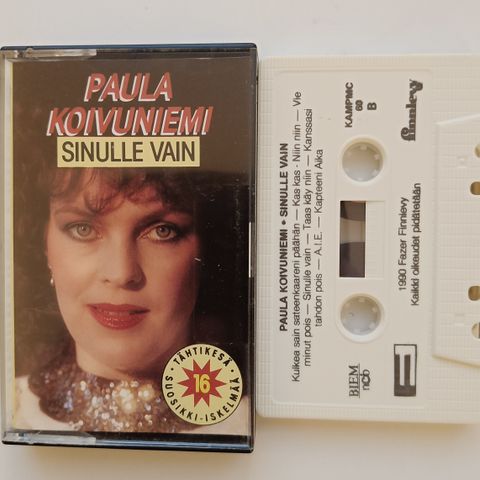 PAULA
KOIVUNIEMI
SINULLE VAIN
TÄHTIKESÄ
16
SUOSIKKI-ISKELMÄÄ
PAULA KOIVUNIEMI • SINULLE VAIN
Kulkea sain sateenkaareni päähän — Kas kas - Niin niin — Vie
minut pois — Sinulle vain — Taas käy niin — Kanssasi
tahdon pois — A.I.E. — Kapteeni Aika
KAMPMC
60
B
finnlevy
BIEM
ncb
1990 Fazer Finnlevy
Kaikki oikeudet pidätetään